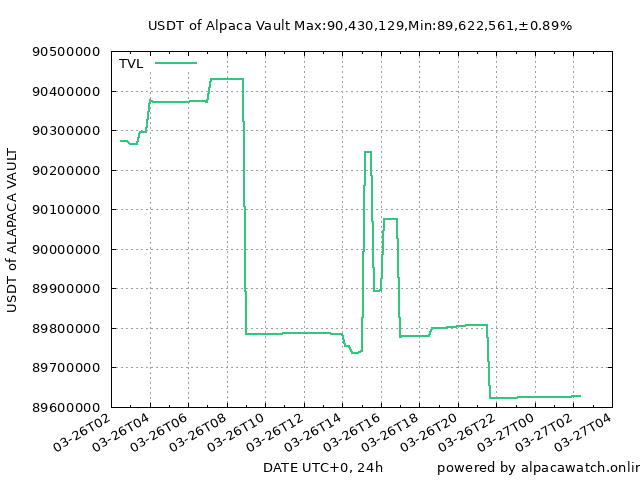 USDT of Alpaca Vault Max:90,430,129,Min:89,622,561,±0.89%
TVL
90500000
90400000
90300000
90200000
90100000
90000000
89900000
89800000
89700000
89600000
USDT of ALAPACA VAULT
03-26T02
03-26T04
03-26T06
03-26T08
03-26T10
03-26T12
03-26T14
03-26T16
03-26T18
03-26T20
03-26T22
03-27T00
03-27T02
03-27T04
DATE UTC+0, 24h
powered by alpacawatch.onlin